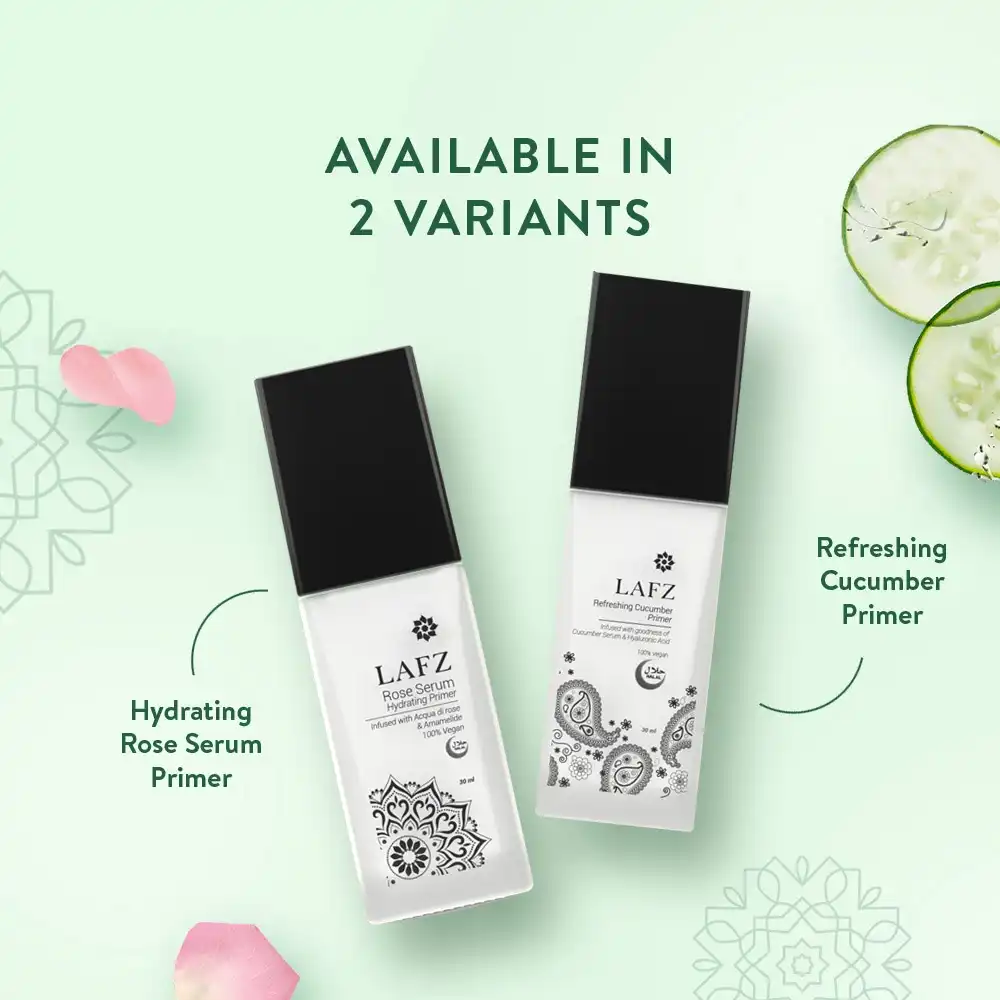 AVAILABLE IN
2 VARIANTS
LAFZ
Rose Serum
Hydrating Primer
Infused with Acqua di rose
& Amamelide
100% Vegan
حلال
30 ml
Hydrating
Rose Serum
Primer
LAFZ
Refreshing Cucumber
Primer
Infused with goodness of
Cucumber Serum & Hyaluronic Acid
100% vegan
حلال
HALAL
30 ml
Refreshing
Cucumber
Primer